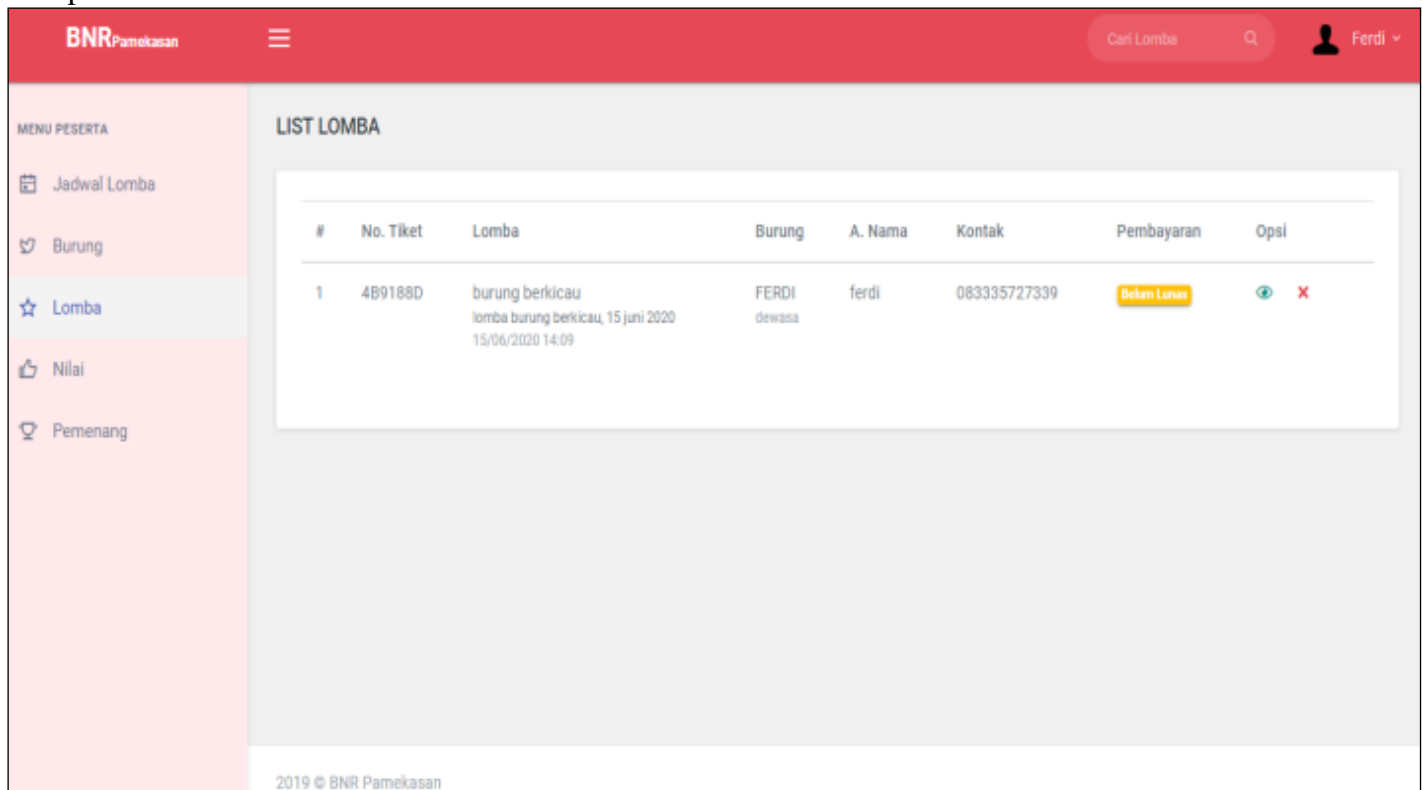 BNRPamekasan
Cari Lomba
Ferdi
MENU PESERTA
Jadwal Lomba
Burung
Lomba
Nilai
Pemenang
LIST LOMBA
# No. Tiket Lomba Burung A. Nama Kontak Pembayaran Opsi
1 4B9188D burung berkicau FERDI ferdi 083335727339 Belum Lunas
lomba burung berkicau, 15 juni 2020 dewasa
15/06/2020 14:09
2019 © BNR Pamekasan